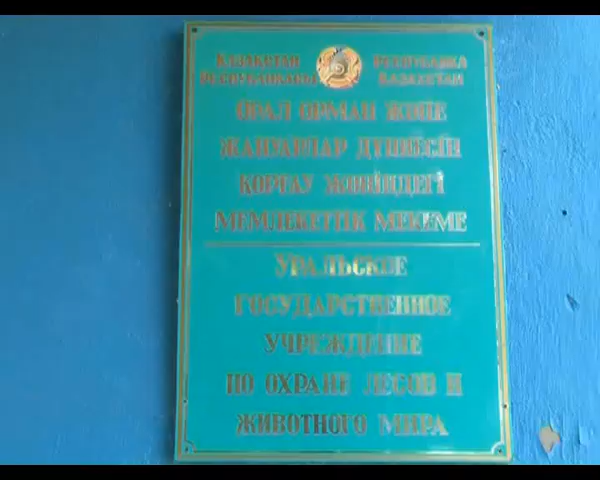 ҚАЗАҚСТАН РЕСПУБЛИКАСЫ
РЕСПУБЛИКА КАЗАХСТАН
ОРАЛ ОРМАН ЖӘНЕ
ЖАНУАРЛАР ДҮНИЕСІН
ҚОРҒАУ ЖӨНІНДЕГІ
МЕМЛЕКЕТТІК МЕКЕМЕ
УРАЛЬСКОЕ
ГОСУДАРСТВЕННОЕ
УЧРЕЖДЕНИЕ
ПО ОХРАНЕ ЛЕСОВ И
ЖИВОТНОГО МИРА